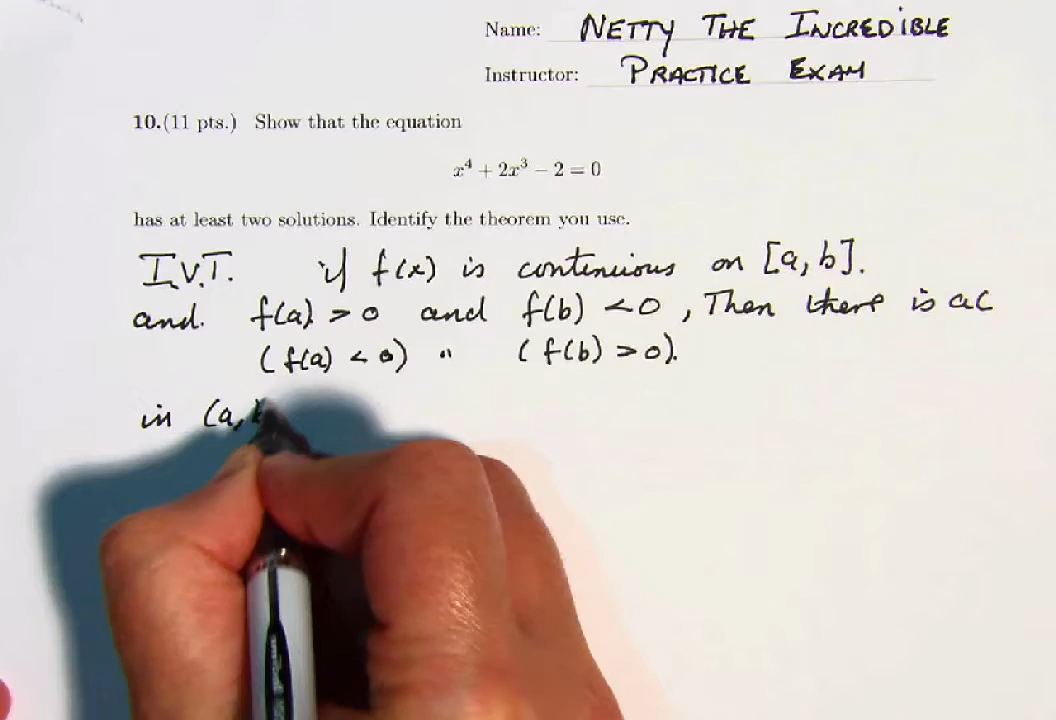 Name: NETTY THE INCREDIBLE
Instructor: PRACTICE EXAM
10.(11 pts.) Show that the equation
x⁴ + 2x³ − 2 = 0
has at least two solutions. Identify the theorem you use.
I.V.T. if f(x) is contenuious on [a, b].
and. f(a) > 0 and f(b) < 0, Then there is a c
(f(a) < 0) " (f(b) > 0).
in (a,